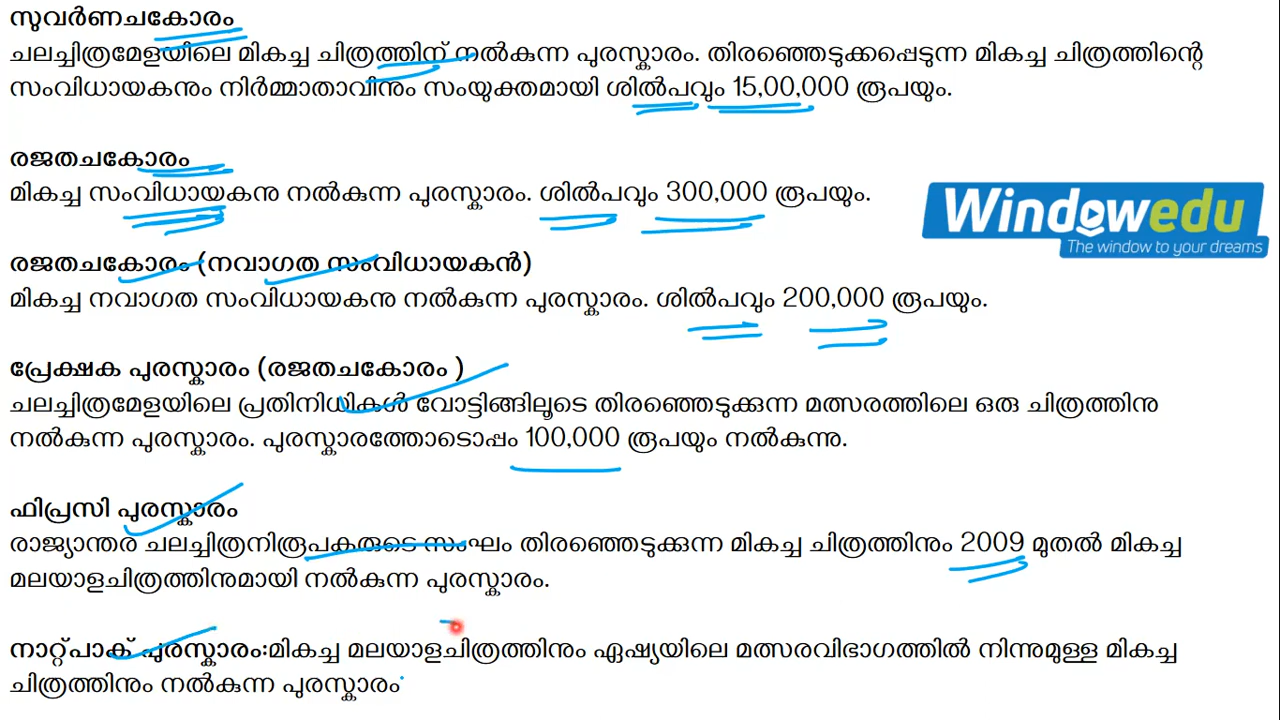 സുവർണചകോരം
ചലച്ചിത്രമേളയിലെ മികച്ച ചിത്രത്തിന് നൽകുന്ന പുരസ്കാരം. തിരഞ്ഞെടുക്കപ്പെടുന്ന മികച്ച ചിത്രത്തിന്റെ
സംവിധായകനും നിർമ്മാതാവിനും സംയുക്തമായി ശിൽപവും 15,00,000 രൂപയും.
രജതചകോരം
മികച്ച സംവിധായകനു നൽകുന്ന പുരസ്കാരം. ശിൽപവും 300,000 രൂപയും.
Windowedu
The window to your dreams
രജതചകോരം (നവാഗത സംവിധായകൻ)
മികച്ച നവാഗത സംവിധായകനു നൽകുന്ന പുരസ്കാരം. ശിൽപവും 200,000 രൂപയും.
പ്രേക്ഷക പുരസ്കാരം (രജതചകോരം )
ചലച്ചിത്രമേളയിലെ പ്രതിനിധികൾ വോട്ടിങ്ങിലൂടെ തിരഞ്ഞെടുക്കുന്ന മത്സരത്തിലെ ഒരു ചിത്രത്തിനു
നൽകുന്ന പുരസ്കാരം. പുരസ്കാരത്തോടൊപ്പം 100,000 രൂപയും നൽകുന്നു.
ഫിപ്രസി പുരസ്കാരം
രാജ്യാന്തര ചലച്ചിത്രനിരൂപകരുടെ സംഘം തിരഞ്ഞെടുക്കുന്ന മികച്ച ചിത്രത്തിനും 2009 മുതൽ മികച്ച
മലയാളചിത്രത്തിനുമായി നൽകുന്ന പുരസ്കാരം.
നാറ്റ്പാക് പുരസ്കാരം:മികച്ച മലയാളചിത്രത്തിനും ഏഷ്യയിലെ മത്സരവിഭാഗത്തിൽ നിന്നുമുള്ള മികച്ച
ചിത്രത്തിനും നൽകുന്ന പുരസ്കാരം